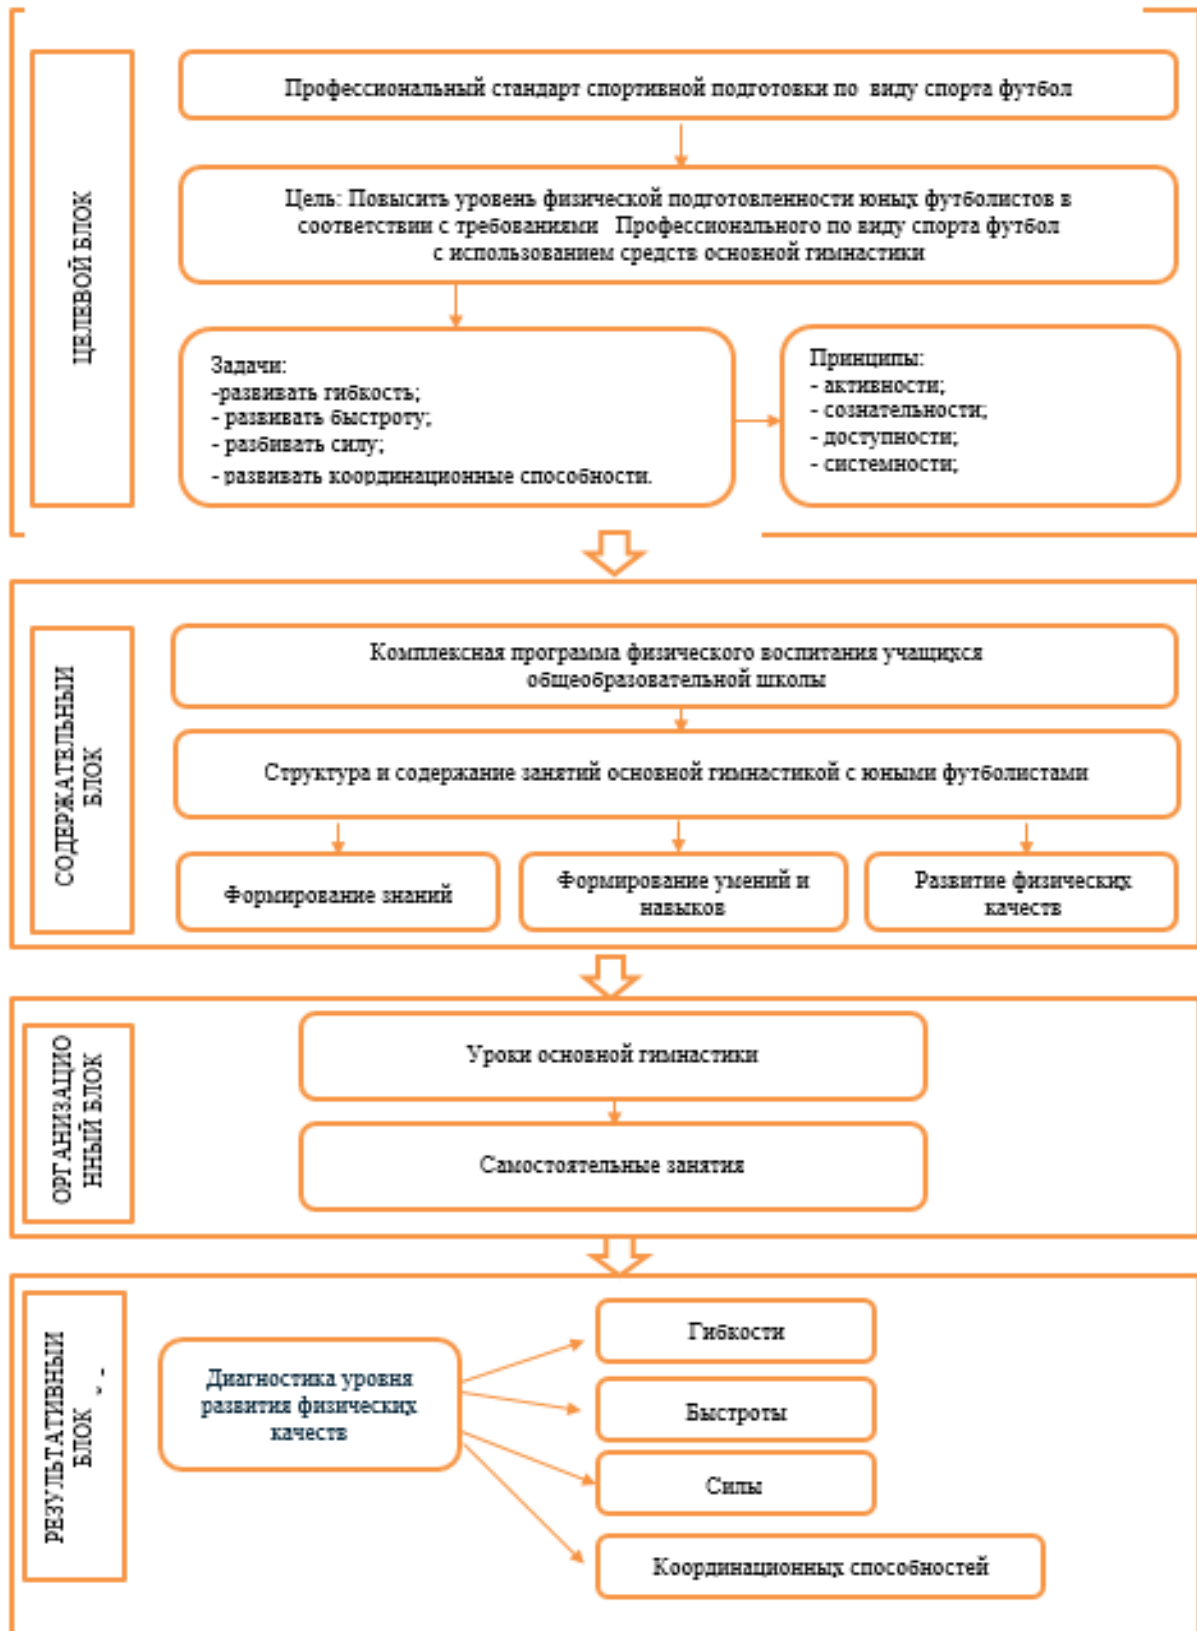 ЦЕЛЕВОЙ БЛОК
Профессиональный стандарт спортивной подготовки по виду спорта футбол
Цель: Повысить уровень физической подготовленности юных футболистов в
соответствии с требованиями Профессионального по виду спорта футбол
с использованием средств основной гимнастики
Задачи:
-развивать гибкость;
- развивать быстроту;
- разбивать силу;
- развивать координационные способности.
Принципы:
- активности;
- сознательности;
- доступности;
- системности;
СОДЕРЖАТЕЛЬНЫЙ
БЛОК
Комплексная программа физического воспитания учащихся
общеобразовательной школы
Структура и содержание занятий основной гимнастикой с юными футболистами
Формирование знаний
Формирование умений и
навыков
Развитие физических
качеств
ОРГАНИЗАЦИО
ННЫЙ БЛОК
Уроки основной гимнастики
Самостоятельные занятия
РЕЗУЛЬТАТИВНЫЙ
БЛОК
Диагностика уровня
развития физических
качеств
Гибкости
Быстроты
Силы
Координационных способностей